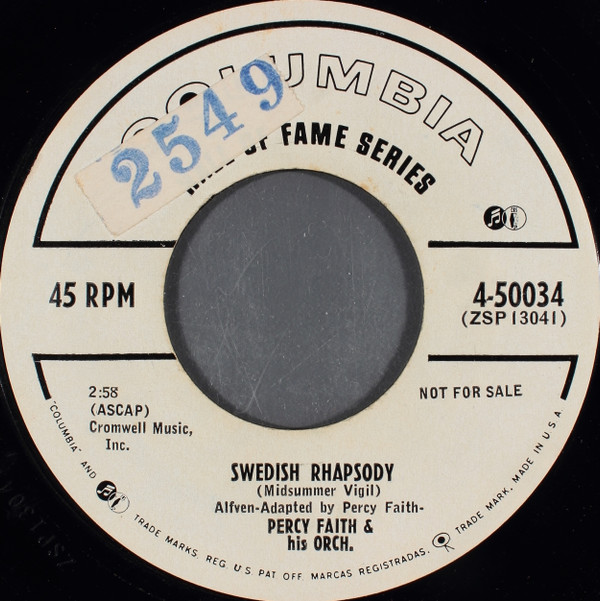 COLUMBIA
2549
OF FAME SERIES
45 RPM
4-50034
(ZSP 13041)
2:58
(ASCAP)
Cromwell Music,
Inc.
NOT FOR SALE
SWEDISH RHAPSODY
(Midsummer Vigil)
Alfven-Adapted by Percy Faith-
PERCY FAITH &
his ORCH.
"COLUMBIA" AND TRADE MARKS, REG. U S. PAT OFF. MARCAS REGISTRADAS. TRADE MARK, MADE IN U.S.A.